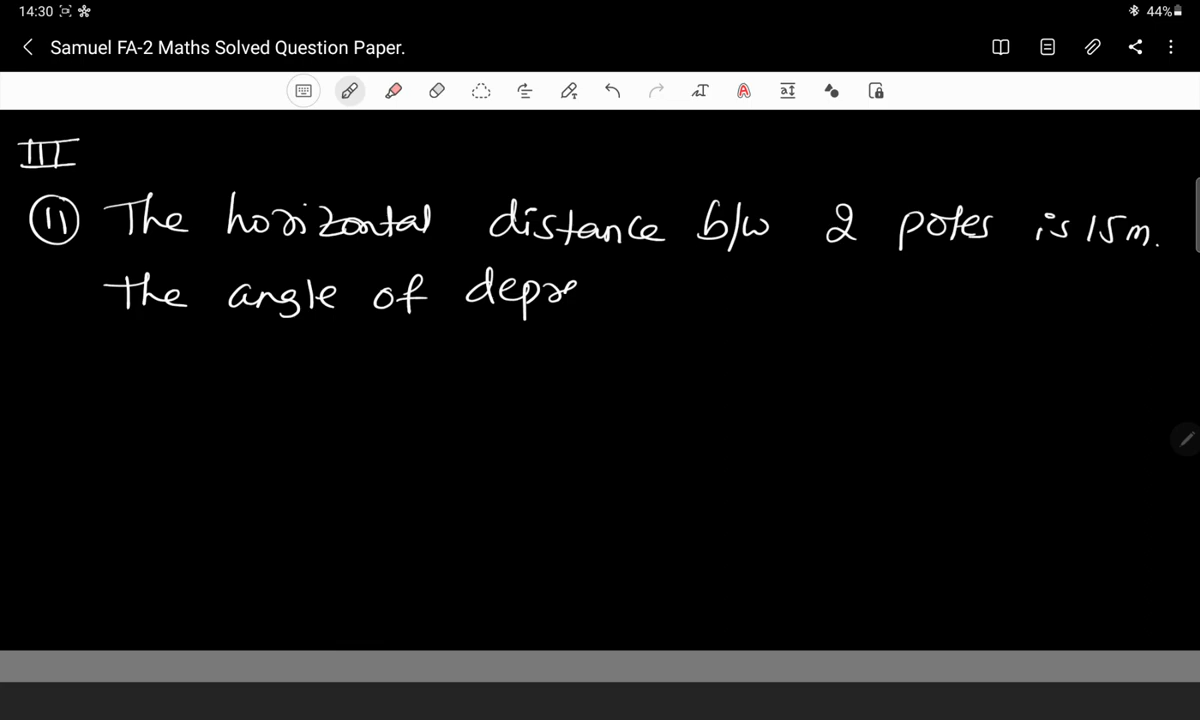 14:30 44%
Samuel FA-2 Maths Solved Question Paper.
III
11 The horizontal distance b/w 2 poles is 15m.
the angle of depre